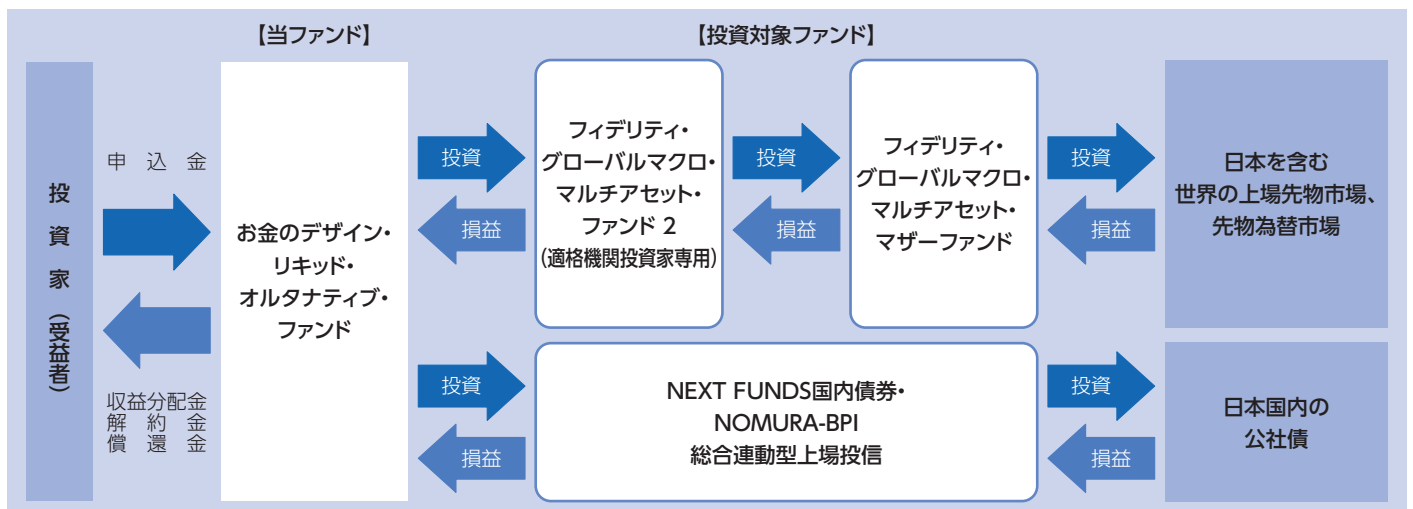 【当ファンド】
【投資対象ファンド】
投資家（受益者）
申込金
収益分配金
解約金
償還金
お金のデザイン・
リキッド・
オルタナティブ・
ファンド
投資
損益
フィデリティ・
グローバルマクロ・
マルチアセット・
ファンド 2
(適格機関投資家専用)
投資
損益
フィデリティ・
グローバルマクロ・
マルチアセット・
マザーファンド
投資
損益
日本を含む
世界の上場先物市場、
先物為替市場
投資
損益
NEXT FUNDS国内債券・
NOMURA-BPI
総合連動型上場投信
投資
損益
日本国内の
公社債